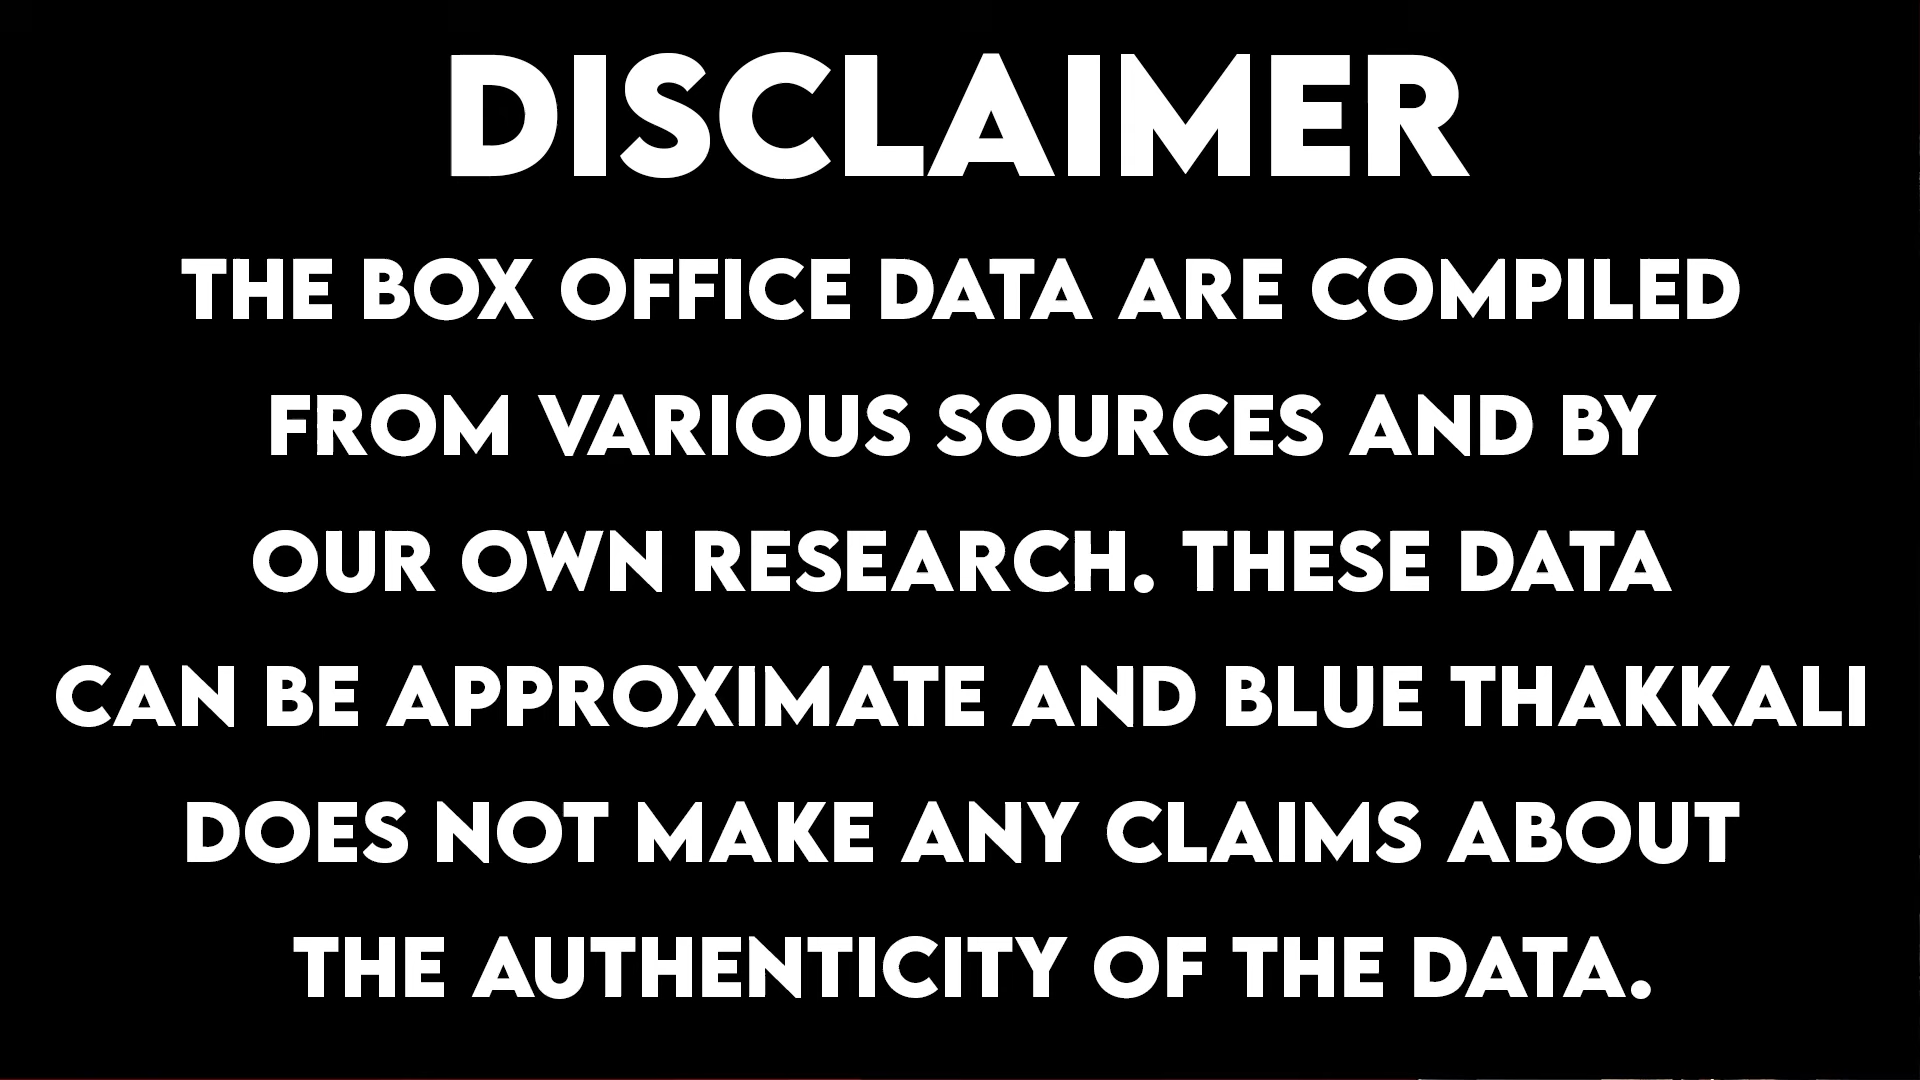 DISCLAIMER
THE BOX OFFICE DATA ARE COMPILED
FROM VARIOUS SOURCES AND BY
OUR OWN RESEARCH. THESE DATA
CAN BE APPROXIMATE AND BLUE THAKKALI
DOES NOT MAKE ANY CLAIMS ABOUT
THE AUTHENTICITY OF THE DATA.